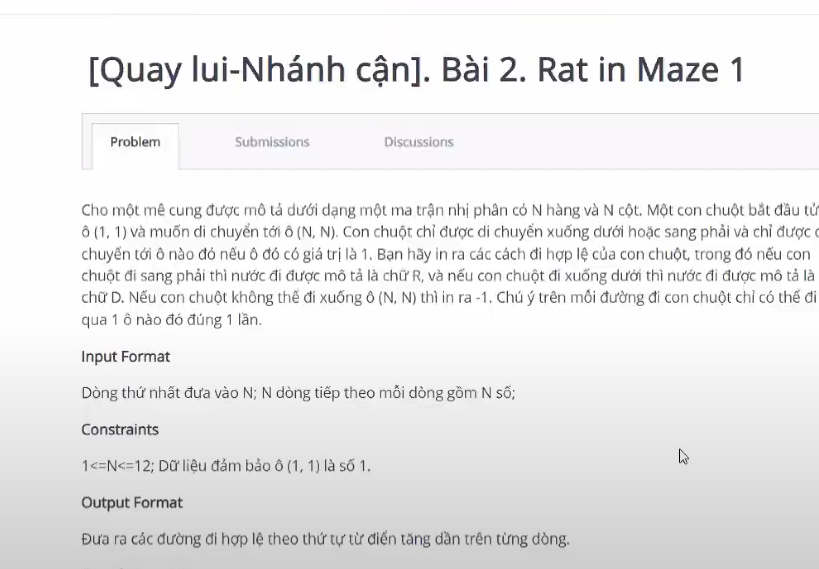 [Quay lui-Nhánh cận]. Bài 2. Rat in Maze 1
Problem Submissions Discussions
Cho một mê cung được mô tả dưới dạng một ma trận nhị phân có N hàng và N cột. Một con chuột bắt đầu từ
ô (1, 1) và muốn di chuyển tới ô (N, N). Con chuột chỉ được di chuyển xuống dưới hoặc sang phải và chỉ được
chuyển tới ô nào đó nếu ô đó có giá trị là 1. Bạn hãy in ra các cách đi hợp lệ của con chuột, trong đó nếu con
chuột đi sang phải thì nước đi được mô tả là chữ R, và nếu con chuột đi xuống dưới thì nước đi được mô tả là
chữ D. Nếu con chuột không thể đi xuống ô (N, N) thì in ra -1. Chú ý trên mỗi đường đi con chuột chỉ có thể đi
qua 1 ô nào đó đúng 1 lần.
Input Format
Dòng thứ nhất đưa vào N; N dòng tiếp theo mỗi dòng gồm N số;
Constraints
1<=N<=12; Dữ liệu đảm bảo ô (1, 1) là số 1.
Output Format
Đưa ra các đường đi hợp lệ theo thứ tự từ điển tăng dần trên từng dòng.